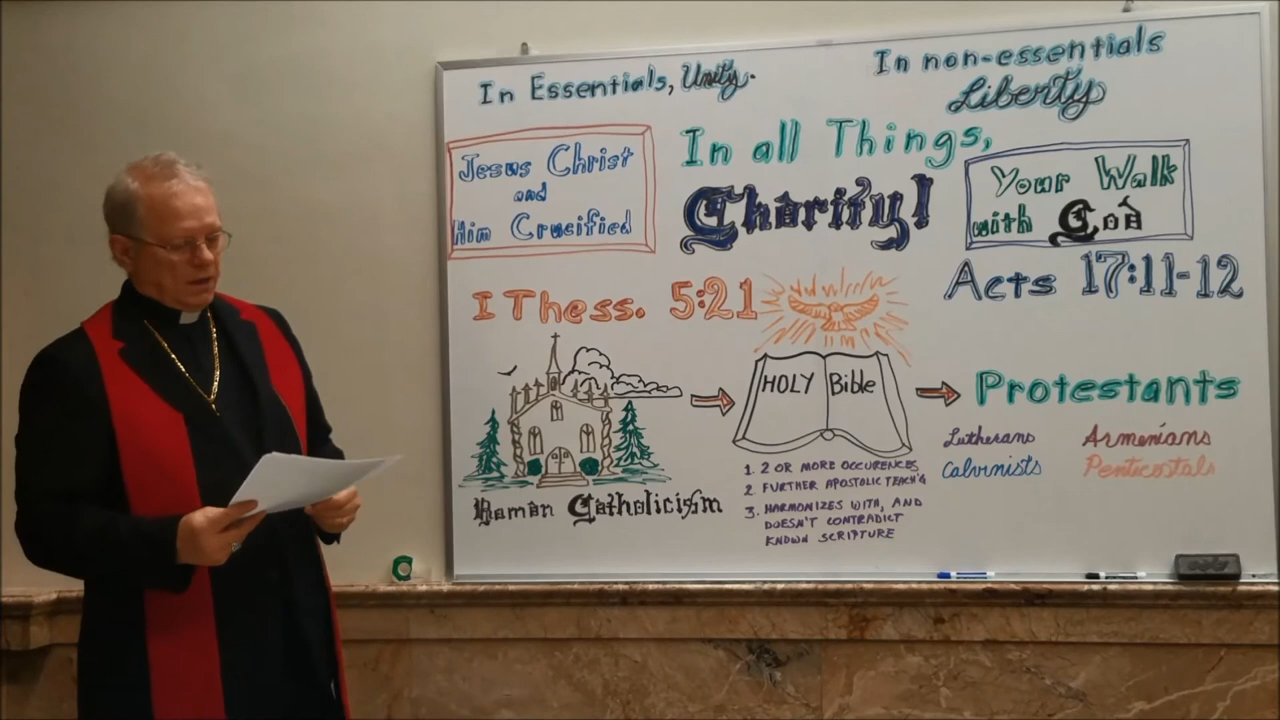 In Essentials, Unity.
In non-essentials
Liberty
In all Things,
Charity!
Jesus Christ
and
Him Crucified
Your Walk
with God
Acts 17:11-12
I Thess. 5:21
HOLY Bible
Protestants
Lutherans
Armenians
Calvinists
Pentecostals
Roman Catholicism
1. 2 OR MORE OCCURENCES
2. FURTHER APOSTOLIC TEACH'G
3. HARMONIZES WITH, AND
DOESN'T CONTRADICT
KNOWN SCRIPTURE